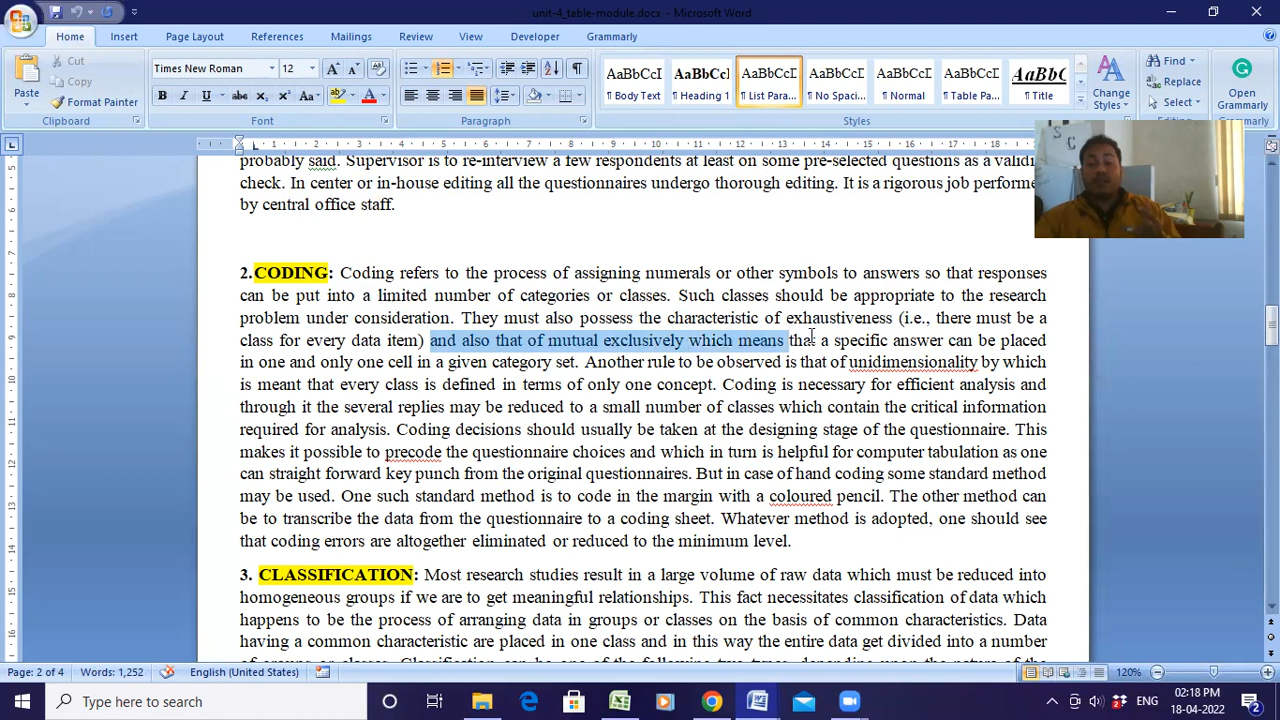 unit-4_table-module.docx - Microsoft Word
Home Insert Page Layout References Mailings Review View Developer Grammarly
Cut
Copy
Format Painter
Paste
Clipboard
Times New Roman 12
Font
Paragraph
AaBbCcI AaBbCcI AaBbCcI AaBbCcI AaBbCcI AaBbCcI AaBbCc
¶ Body Text Heading 1 ¶ List Para... ¶ No Spaci... ¶ Normal ¶ Table Pa... ¶ Title
Change Styles
Styles
Find
Replace
Select
Editing
Open Grammarly
Grammarly
probably said. Supervisor is to re-interview a few respondents at least on some pre-selected questions as a
check. In center or in-house editing all the questionnaires undergo thorough editing. It is a rigorous job
by central office staff.
2.CODING: Coding refers to the process of assigning numerals or other symbols to answers so that responses
can be put into a limited number of categories or classes. Such classes should be appropriate to the research
problem under consideration. They must also possess the characteristic of exhaustiveness (i.e., there must be a
class for every data item) and also that of mutual exclusively which means that a specific answer can be placed
in one and only one cell in a given category set. Another rule to be observed is that of unidimensionality by which
is meant that every class is defined in terms of only one concept. Coding is necessary for efficient analysis and
through it the several replies may be reduced to a small number of classes which contain the critical information
required for analysis. Coding decisions should usually be taken at the designing stage of the questionnaire. This
makes it possible to precode the questionnaire choices and which in turn is helpful for computer tabulation as one
can straight forward key punch from the original questionnaires. But in case of hand coding some standard method
may be used. One such standard method is to code in the margin with a coloured pencil. The other method can
be to transcribe the data from the questionnaire to a coding sheet. Whatever method is adopted, one should see
that coding errors are altogether eliminated or reduced to the minimum level.
3. CLASSIFICATION: Most research studies result in a large volume of raw data which must be reduced into
homogeneous groups if we are to get meaningful relationships. This fact necessitates classification of data which
happens to be the process of arranging data in groups or classes on the basis of common characteristics. Data
having a common characteristic are placed in one class and in this way the entire data get divided into a number
Page: 2 of 4 Words: 1,252 English (U.S.) 120%
Type here to search
ENG
02:18 PM
18-04-2022
2